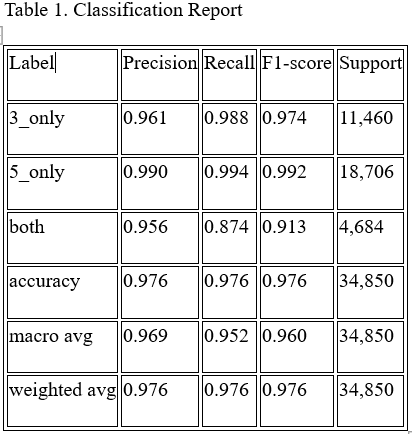 Table 1. Classification Report
Label Precision Recall F1-score Support
3_only 0.961 0.988 0.974 11,460
5_only 0.990 0.994 0.992 18,706
both 0.956 0.874 0.913 4,684
accuracy 0.976 0.976 0.976 34,850
macro avg 0.969 0.952 0.960 34,850
weighted avg 0.976 0.976 0.976 34,850